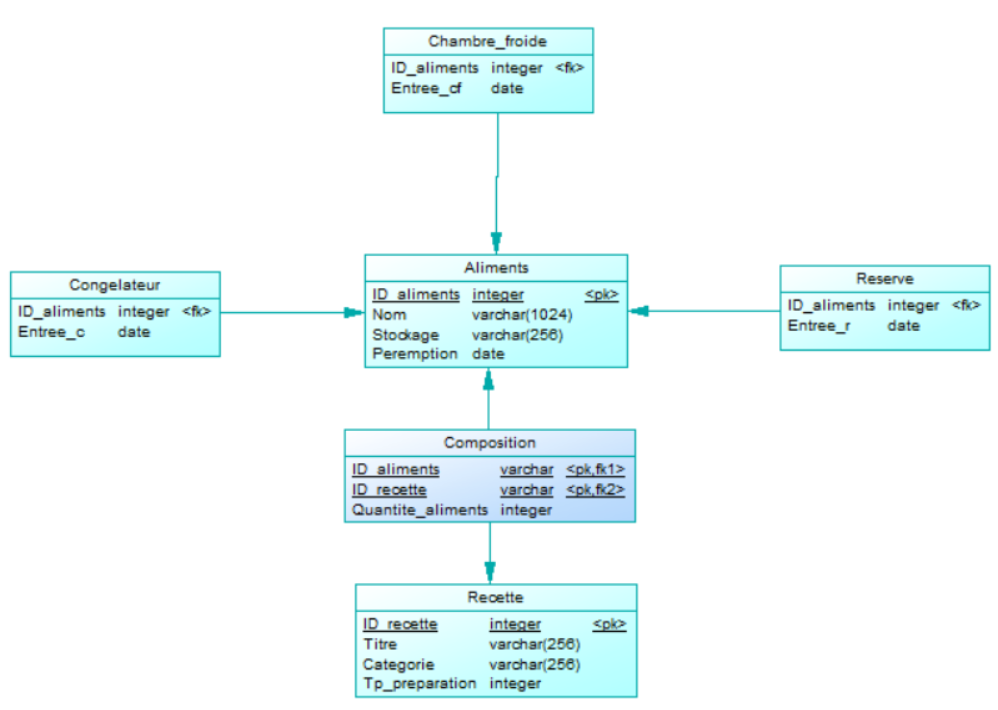 Chambre_froide
ID_aliments integer <fk>
Entree_cf date
Congelateur
ID_aliments integer <fk>
Entree_c date
Aliments
ID_aliments integer <pk>
Nom varchar(1024)
Stockage varchar(256)
Peremption date
Reserve
ID_aliments integer <fk>
Entree_r date
Composition
ID_aliments varchar <pk,fk1>
ID_recette varchar <pk,fk2>
Quantite_aliments integer
Recette
ID_recette integer <pk>
Titre varchar(256)
Categorie varchar(256)
Tp_preparation integer